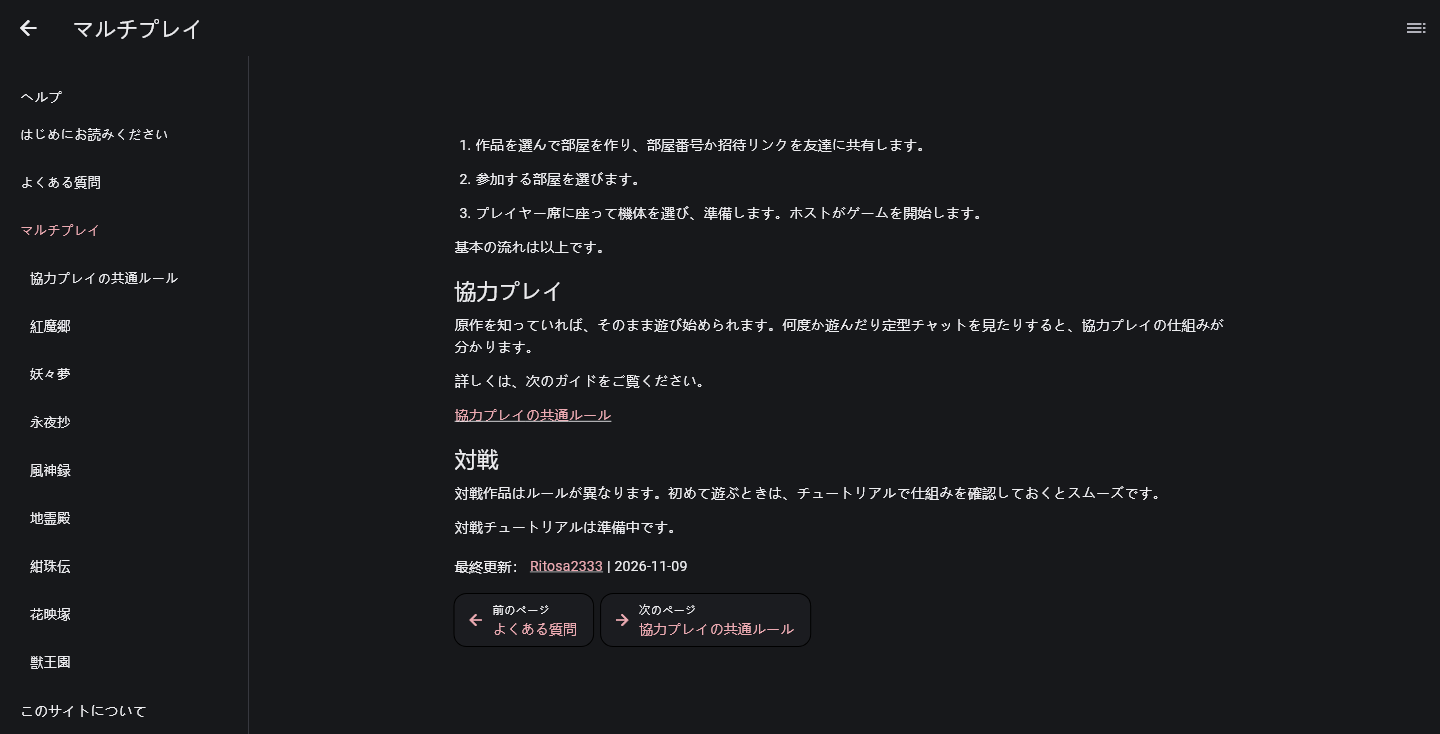 マルチプレイ
ヘルプ
はじめにお読みください
よくある質問
マルチプレイ
協力プレイの共通ルール
紅魔郷
妖々夢
永夜抄
風神録
地霊殿
紺珠伝
花映塚
獣王園
このサイトについて
1. 作品を選んで部屋を作り、部屋番号か招待リンクを友達に共有します。
2. 参加する部屋を選びます。
3. プレイヤー席に座って機体を選び、準備します。ホストがゲームを開始します。
基本の流れは以上です。
協力プレイ
原作を知っていれば、そのまま遊び始められます。何度か遊んだり定型チャットを見たりすると、協力プレイの仕組みが
分かります。
詳しくは、次のガイドをご覧ください。
協力プレイの共通ルール
対戦
対戦作品はルールが異なります。初めて遊ぶときは、チュートリアルで仕組みを確認しておくとスムーズです。
対戦チュートリアルは準備中です。
最終更新： Ritosa2333 | 2026-11-09
前のページ
よくある質問
次のページ
協力プレイの共通ルール